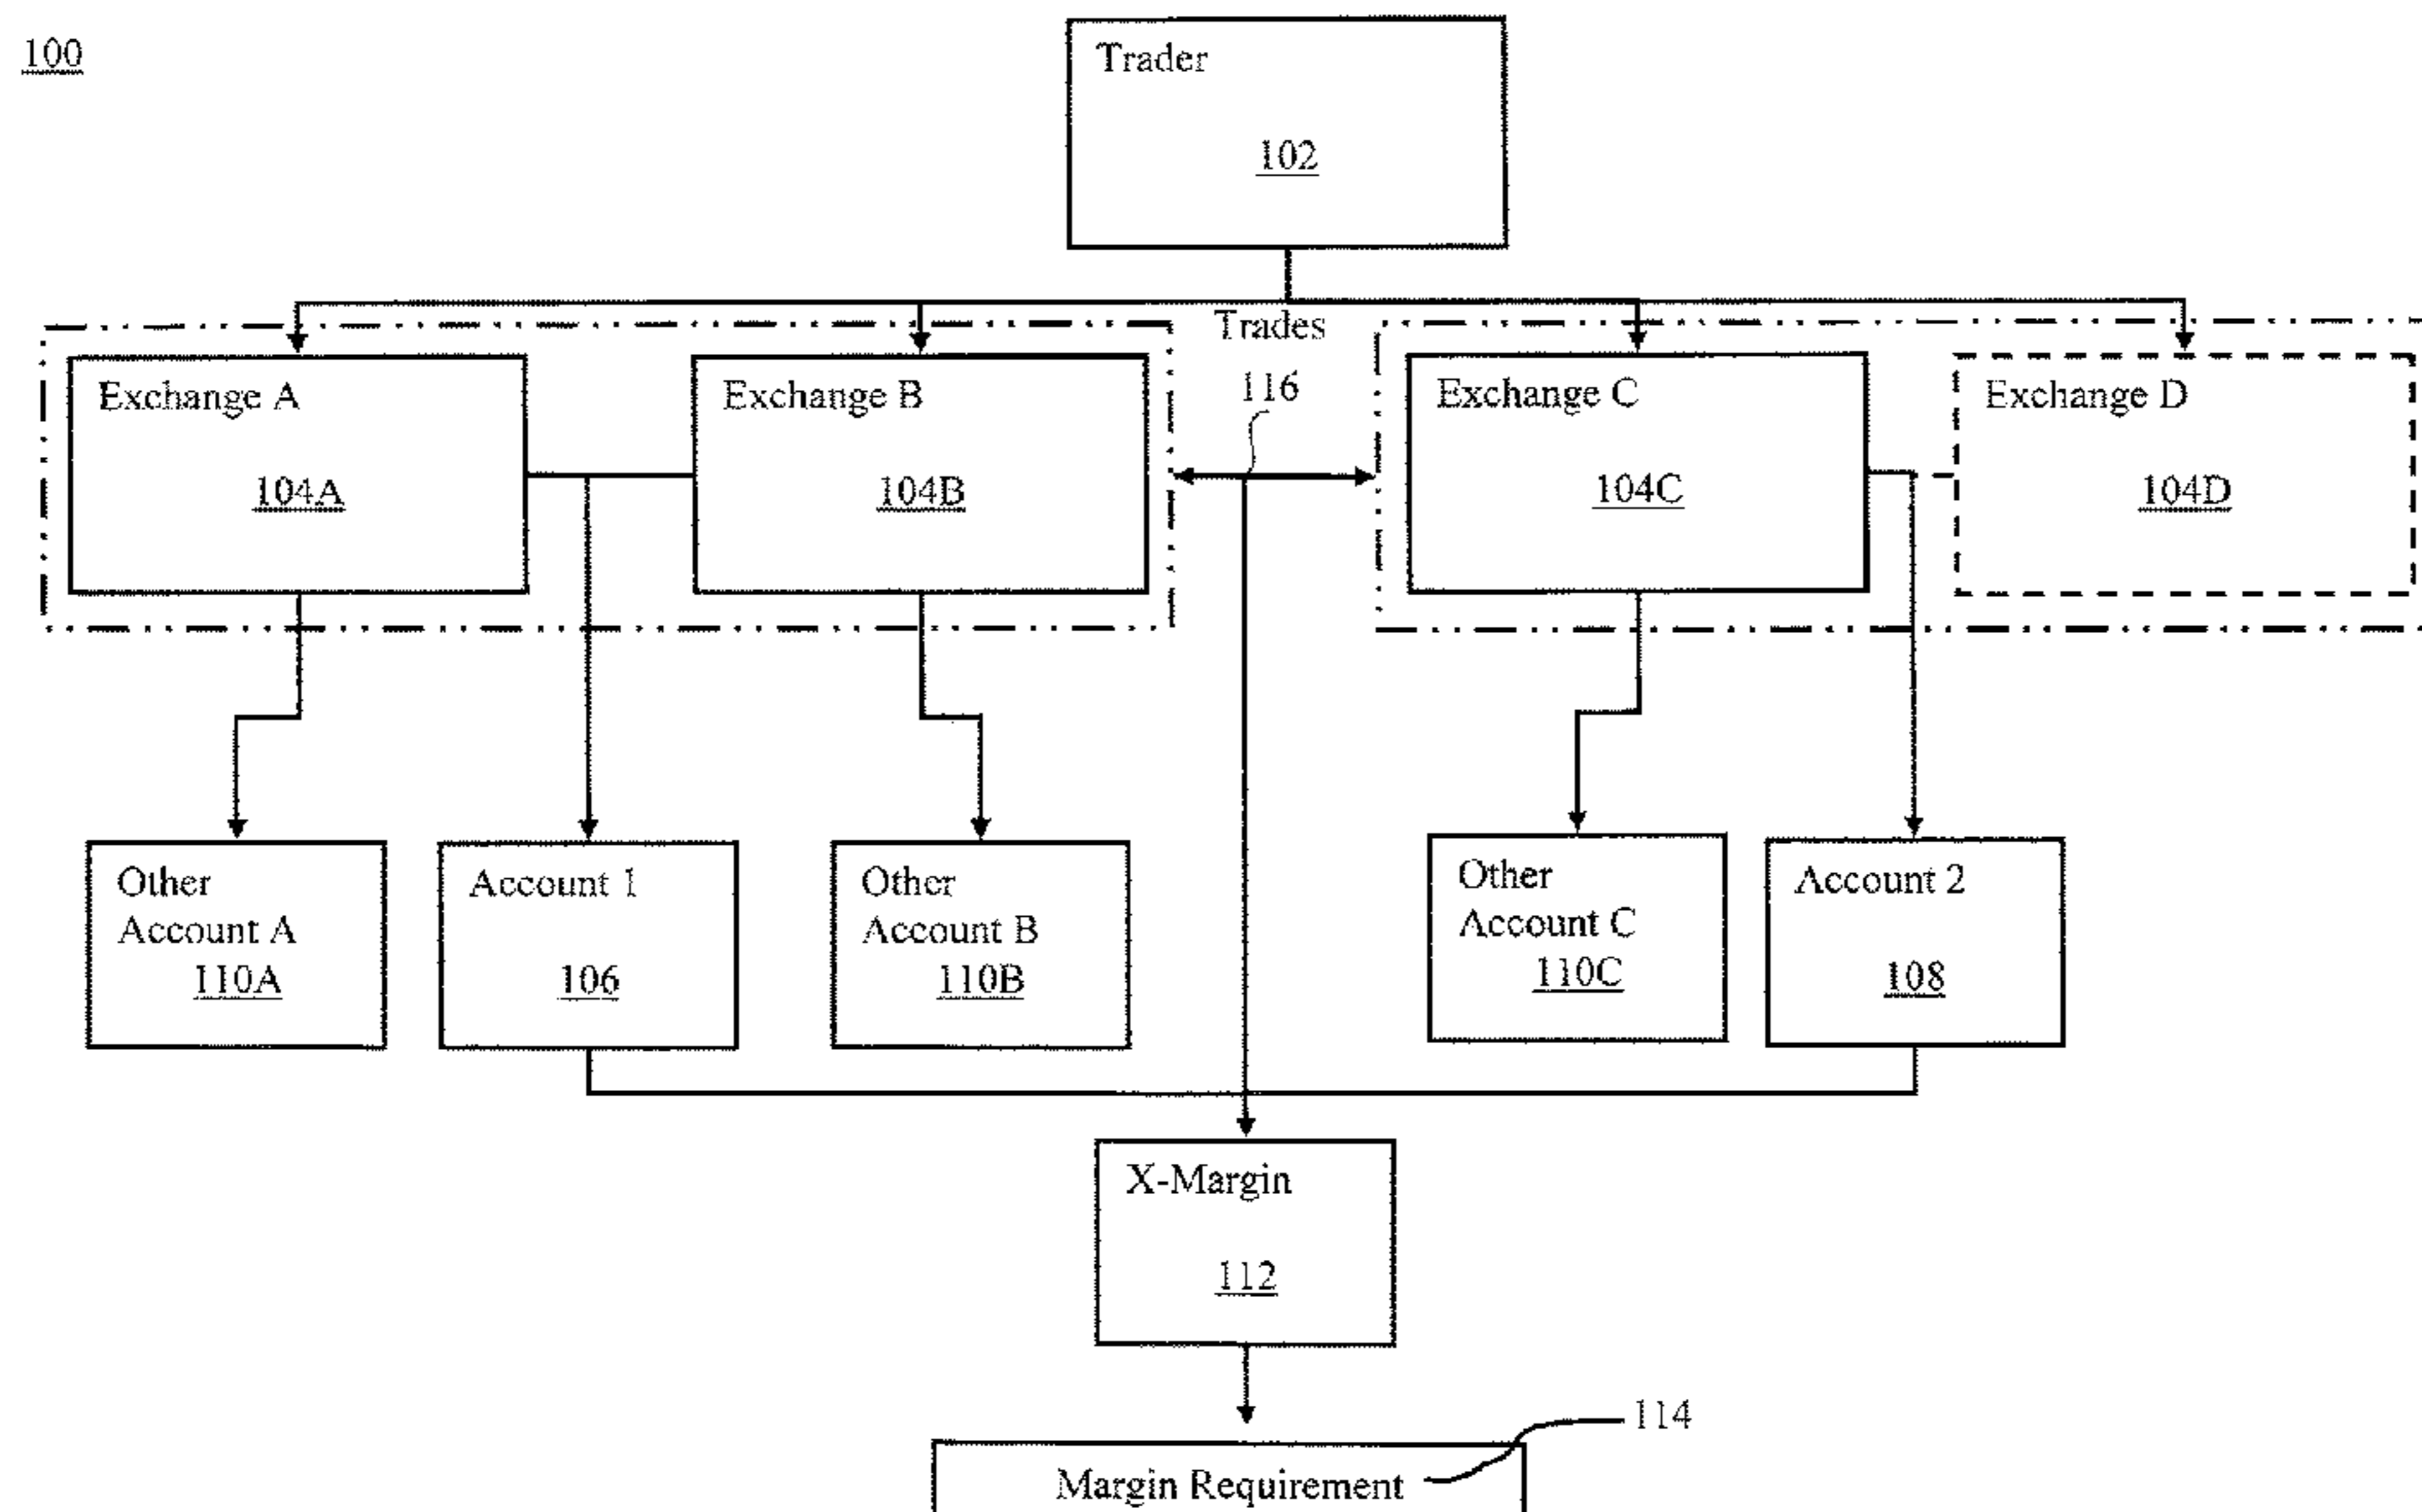 100
Trader
102
Trades
116
Exchange A
104A
Exchange B
104B
Exchange C
104C
Exchange D
104D
Other
Account A
110A
Account 1
106
Other
Account B
110B
Other
Account C
110C
Account 2
108
X-Margin
112
114
Margin Requirement